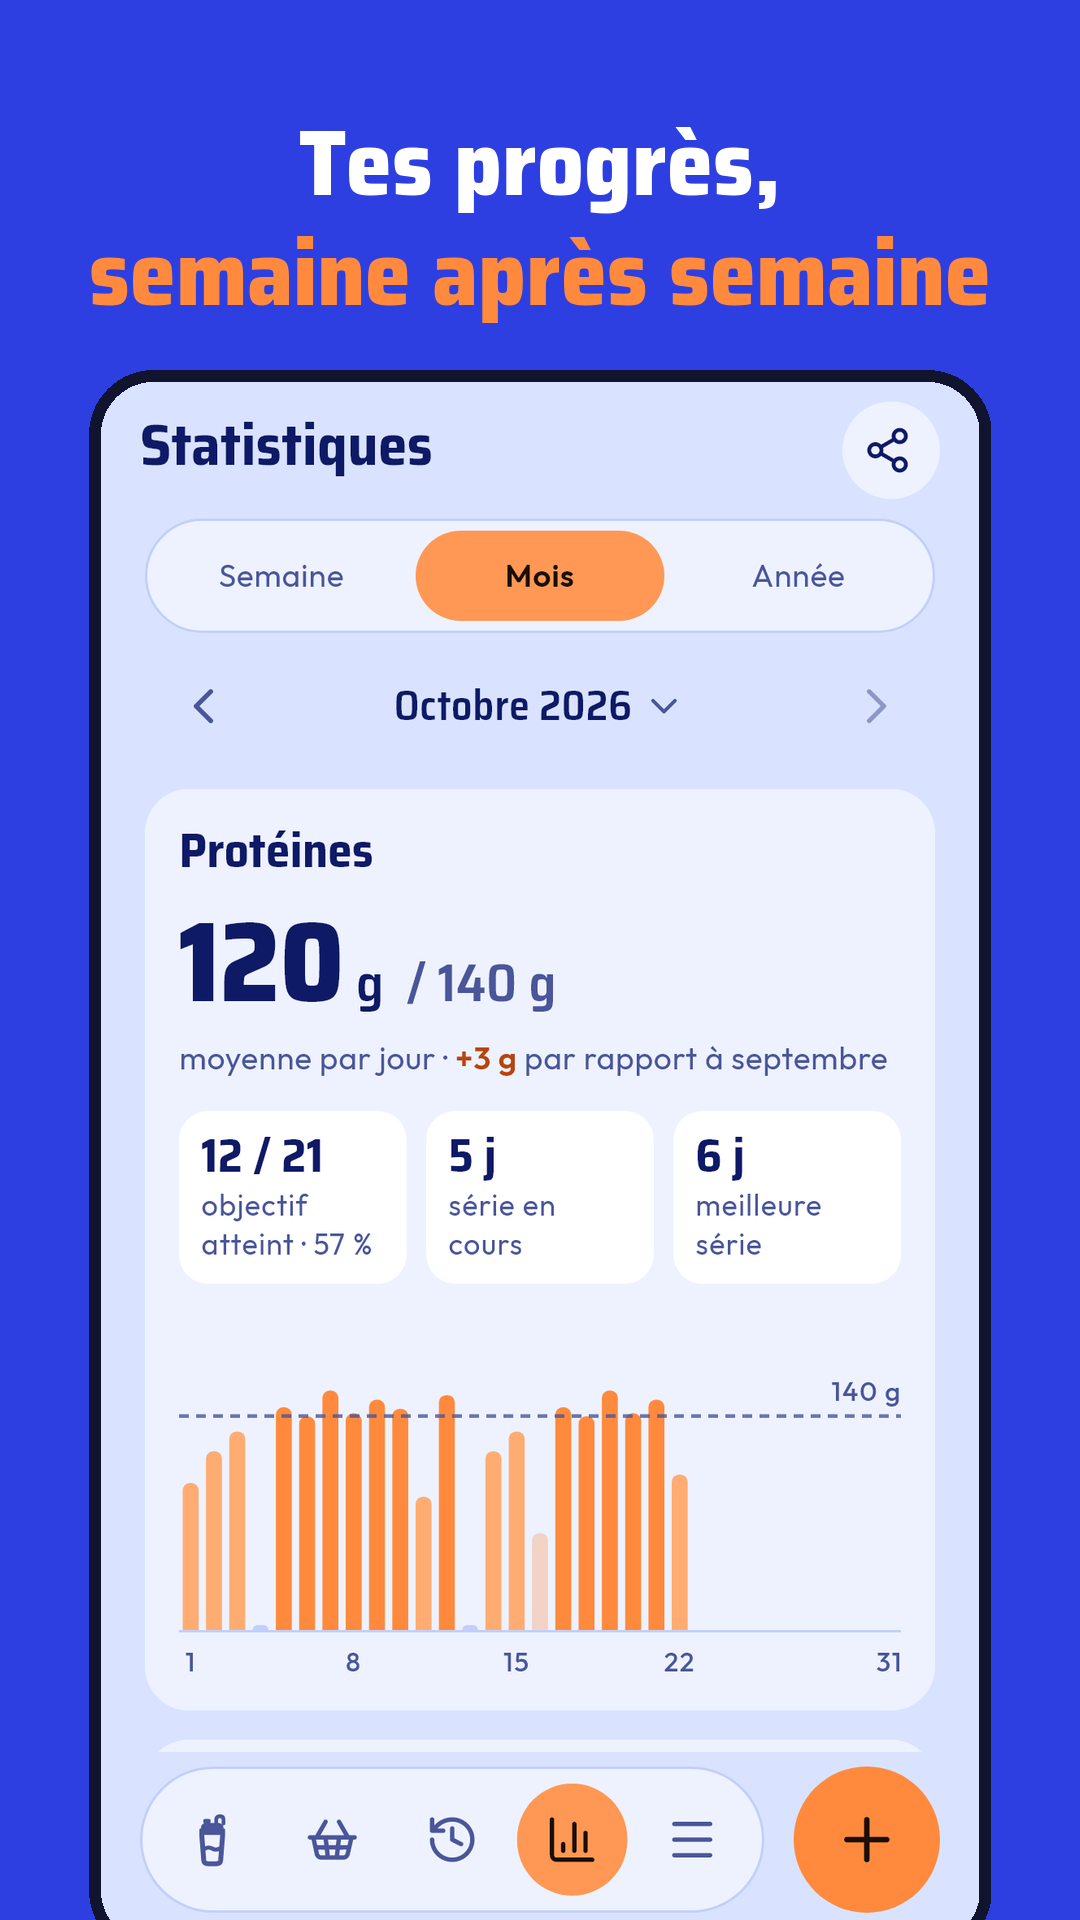 Tes progrès,
semaine après semaine
Statistiques
Semaine Mois Année
Octobre 2026
Protéines
120 g / 140 g
moyenne par jour · +3 g par rapport à septembre
12 / 21
objectif
atteint · 57 %
5 j
série en
cours
6 j
meilleure
série
140 g
1 8 15 22 31